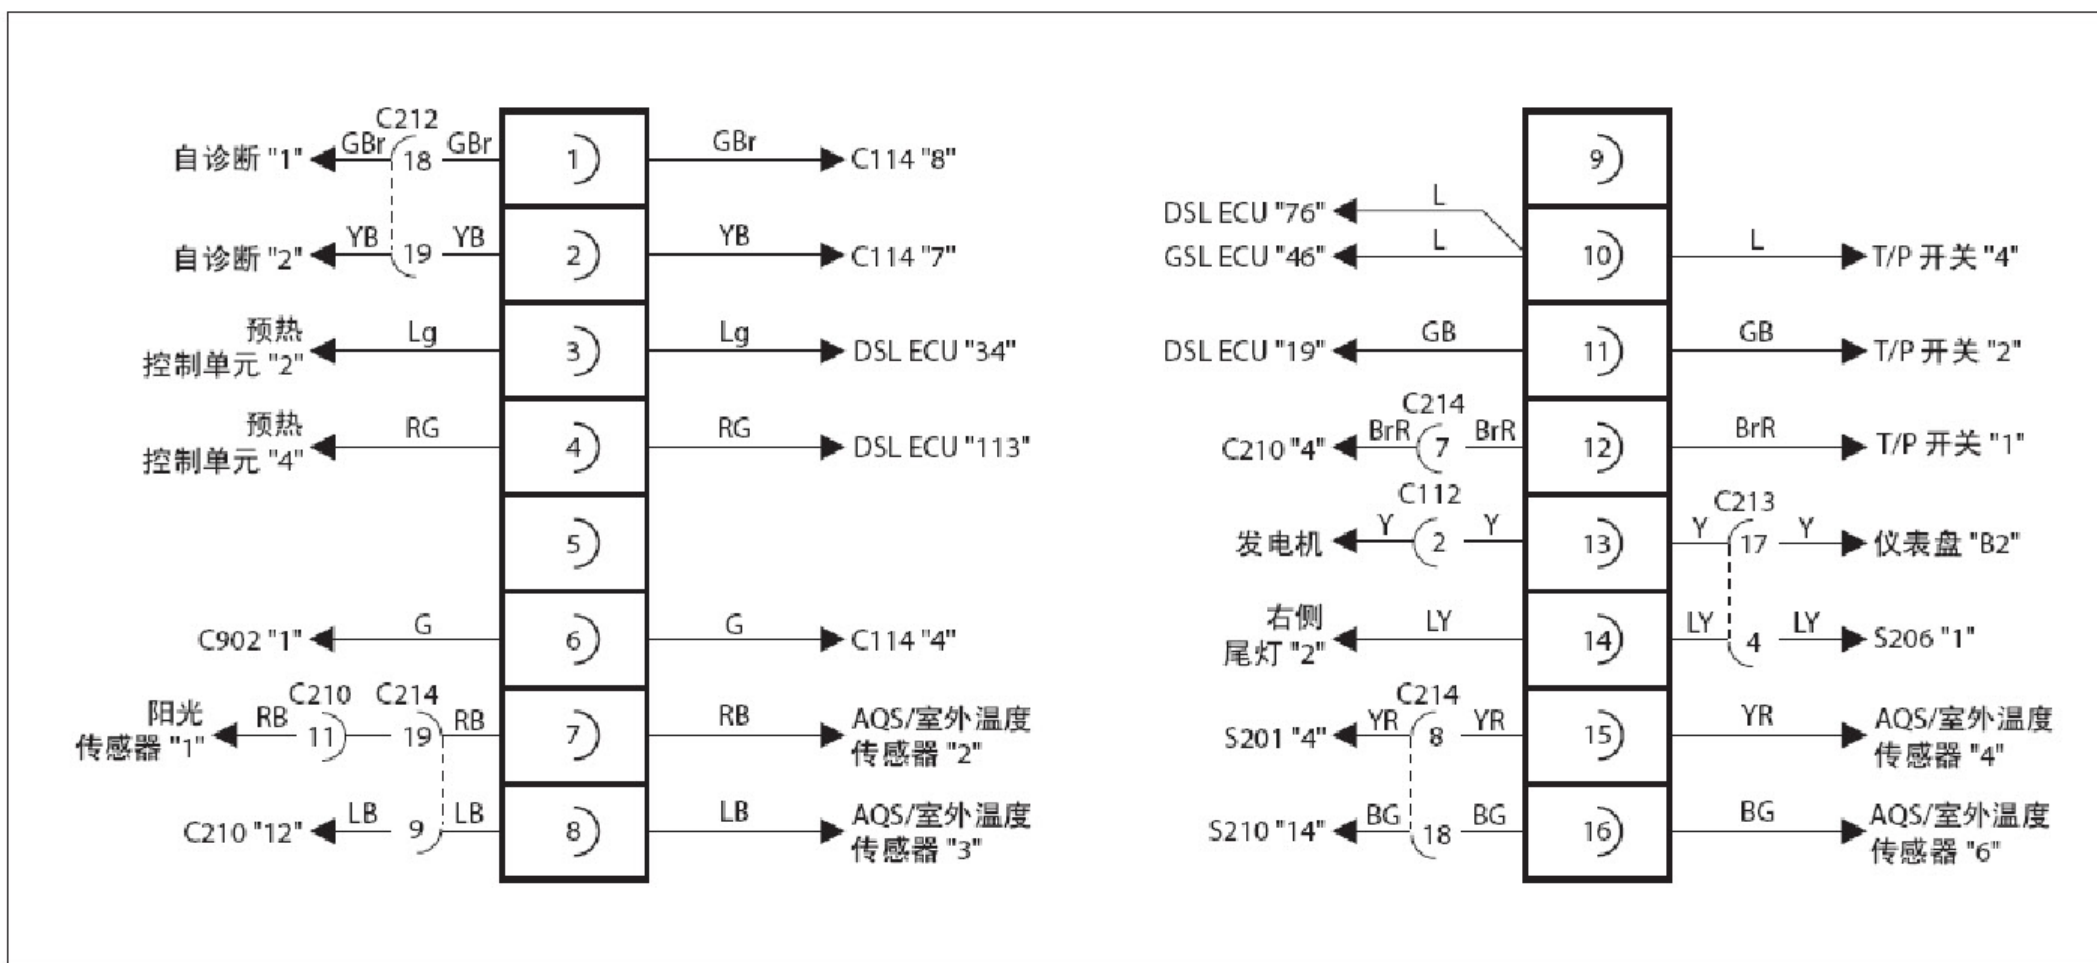 C212
自诊断 "1" GBr 18 GBr 1 GBr C114 "8"
自诊断 "2" YB 19 YB 2 YB C114 "7"
预热
控制单元 "2" Lg 3 Lg DSL ECU "34"
预热
控制单元 "4" RG 4 RG DSL ECU "113"
5
C902 "1" G 6 G C114 "4"
C210 C214
阳光
传感器 "1" RB 11 19 RB 7 RB
AQS/室外温度
传感器 "2"
C210 "12" LB 9 LB 8 LB
AQS/室外温度
传感器 "3"
9
DSL ECU "76" L
GSL ECU "46" L 10 L T/P 开关 "4"
DSL ECU "19" GB 11 GB T/P 开关 "2"
C214
C210 "4" BrR 7 BrR 12 BrR T/P 开关 "1"
C112 C213
发电机 Y 2 Y 13 Y 17 Y 仪表盘 "B2"
右侧
尾灯 "2" LY 14 LY 4 LY S206 "1"
C214
S201 "4" YR 8 YR 15 YR
AQS/室外温度
传感器 "4"
S210 "14" BG 18 BG 16 BG
AQS/室外温度
传感器 "6"